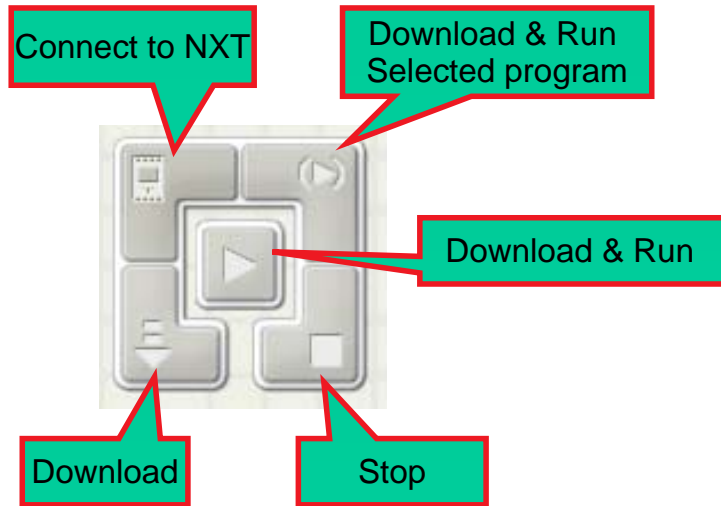 Connect to NXT
Download & Run
Selected program
Download & Run
Download
Stop